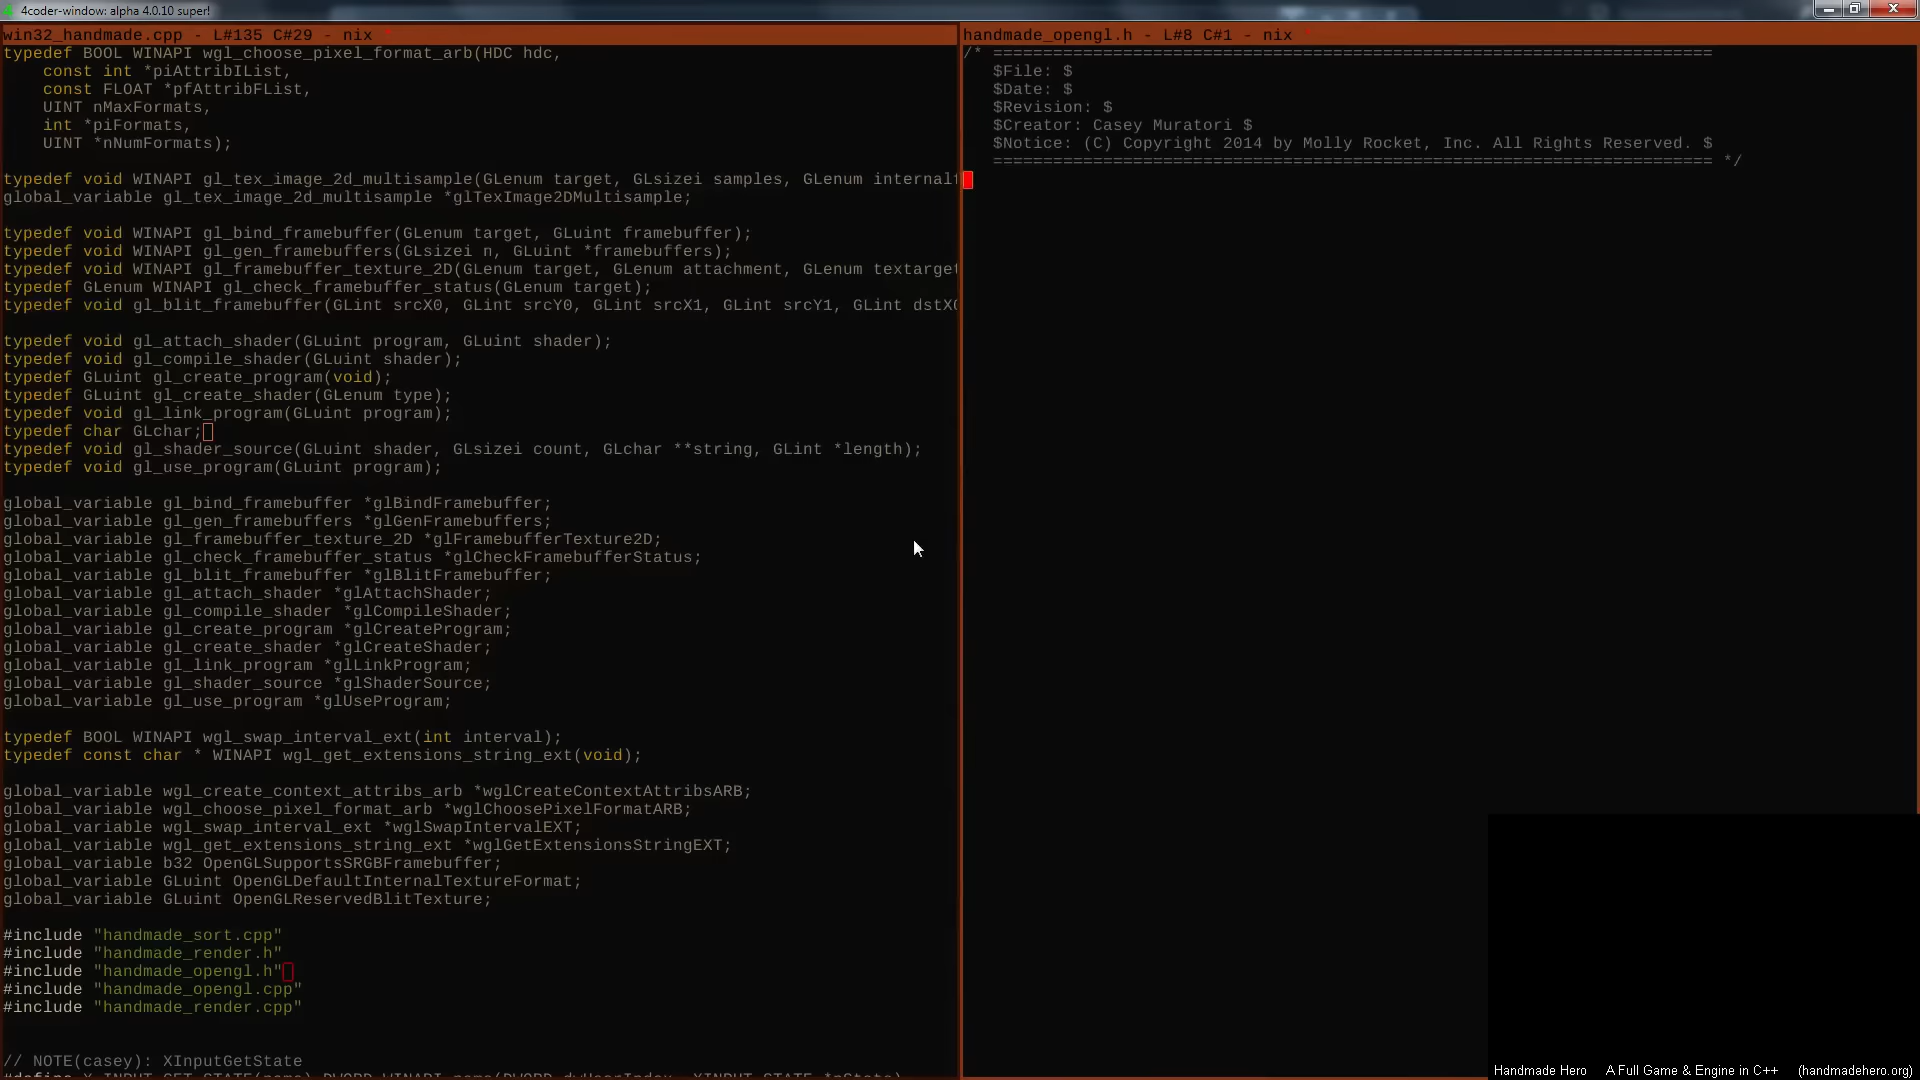 4coder-window: alpha 4.0.10 super!
win32_handmade.cpp - L#135 C#29 - nix
typedef BOOL WINAPI wgl_choose_pixel_format_arb(HDC hdc,
const int *piAttribIList,
const FLOAT *pfAttribFList,
UINT nMaxFormats,
int *piFormats,
UINT *nNumFormats);
typedef void WINAPI gl_tex_image_2d_multisample(GLenum target, GLsizei samples, GLenum internalf
global_variable gl_tex_image_2d_multisample *glTexImage2DMultisample;
typedef void WINAPI gl_bind_framebuffer(GLenum target, GLuint framebuffer);
typedef void WINAPI gl_gen_framebuffers(GLsizei n, GLuint *framebuffers);
typedef void WINAPI gl_framebuffer_texture_2D(GLenum target, GLenum attachment, GLenum textarget
typedef GLenum WINAPI gl_check_framebuffer_status(GLenum target);
typedef void gl_blit_framebuffer(GLint srcX0, GLint srcY0, GLint srcX1, GLint srcY1, GLint dstX0
typedef void gl_attach_shader(GLuint program, GLuint shader);
typedef void gl_compile_shader(GLuint shader);
typedef GLuint gl_create_program(void);
typedef GLuint gl_create_shader(GLenum type);
typedef void gl_link_program(GLuint program);
typedef char GLchar;
typedef void gl_shader_source(GLuint shader, GLsizei count, GLchar **string, GLint *length);
typedef void gl_use_program(GLuint program);
global_variable gl_bind_framebuffer *glBindFramebuffer;
global_variable gl_gen_framebuffers *glGenFramebuffers;
global_variable gl_framebuffer_texture_2D *glFramebufferTexture2D;
global_variable gl_check_framebuffer_status *glCheckFramebufferStatus;
global_variable gl_blit_framebuffer *glBlitFramebuffer;
global_variable gl_attach_shader *glAttachShader;
global_variable gl_compile_shader *glCompileShader;
global_variable gl_create_program *glCreateProgram;
global_variable gl_create_shader *glCreateShader;
global_variable gl_link_program *glLinkProgram;
global_variable gl_shader_source *glShaderSource;
global_variable gl_use_program *glUseProgram;
typedef BOOL WINAPI wgl_swap_interval_ext(int interval);
typedef const char * WINAPI wgl_get_extensions_string_ext(void);
global_variable wgl_create_context_attribs_arb *wglCreateContextAttribsARB;
global_variable wgl_choose_pixel_format_arb *wglChoosePixelFormatARB;
global_variable wgl_swap_interval_ext *wglSwapIntervalEXT;
global_variable wgl_get_extensions_string_ext *wglGetExtensionsStringEXT;
global_variable b32 OpenGLSupportsSRGBFramebuffer;
global_variable GLuint OpenGLDefaultInternalTextureFormat;
global_variable GLuint OpenGLReservedBlitTexture;
#include "handmade_sort.cpp"
#include "handmade_render.h"
#include "handmade_opengl.h"
#include "handmade_opengl.cpp"
#include "handmade_render.cpp"
// NOTE(casey): XInputGetState
handmade_opengl.h - L#8 C#1 - nix
/* ========================================================================
$File: $
$Date: $
$Revision: $
$Creator: Casey Muratori $
$Notice: (C) Copyright 2014 by Molly Rocket, Inc. All Rights Reserved. $
======================================================================== */
Handmade Hero A Full Game & Engine in C++ (handmadehero.org)